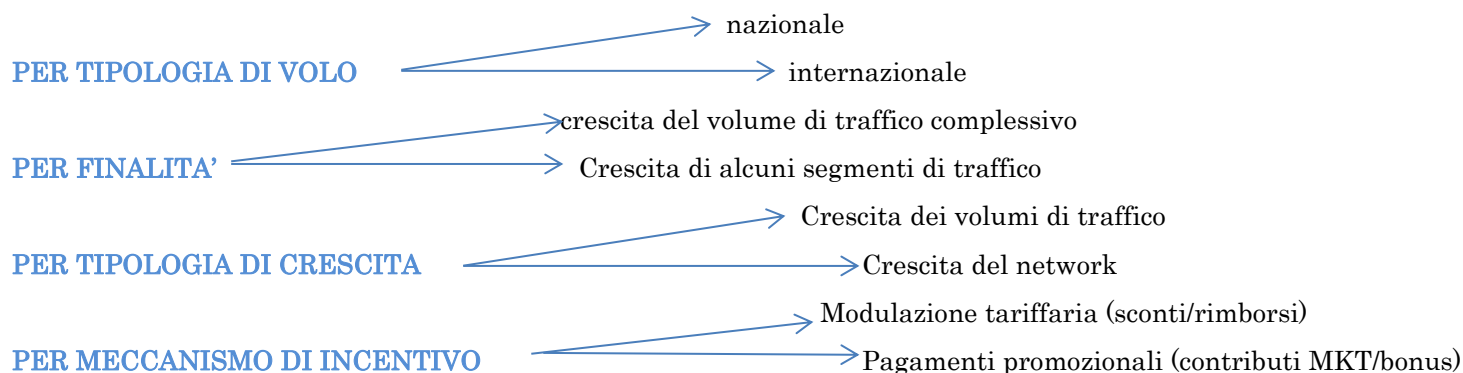 nazionale
PER TIPOLOGIA DI VOLO
internazionale
crescita del volume di traffico complessivo
PER FINALITA’
Crescita di alcuni segmenti di traffico
Crescita dei volumi di traffico
PER TIPOLOGIA DI CRESCITA
Crescita del network
Modulazione tariffaria (sconti/rimborsi)
PER MECCANISMO DI INCENTIVO
Pagamenti promozionali (contributi MKT/bonus)